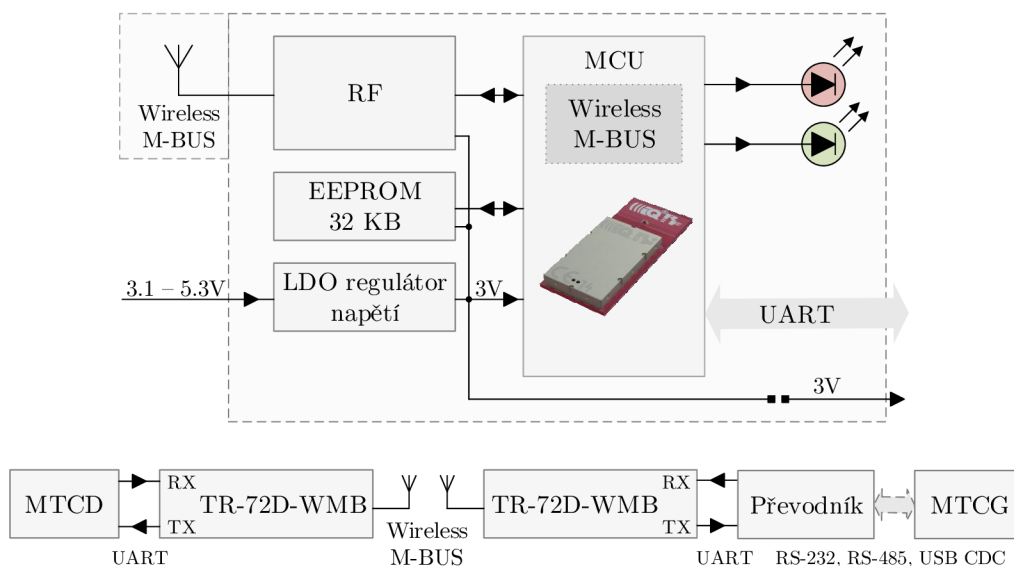 RF
MCU
Wireless
M-BUS
Wireless
M-BUS
EEPROM
32 KB
3.1 – 5.3V
LDO regulátor
napětí
3V
UART
3V
MTCD
RX
TX
TR-72D-WMB
UART
Wireless
M-BUS
TR-72D-WMB
RX
TX
UART
Převodník
RS-232, RS-485, USB CDC
MTCG